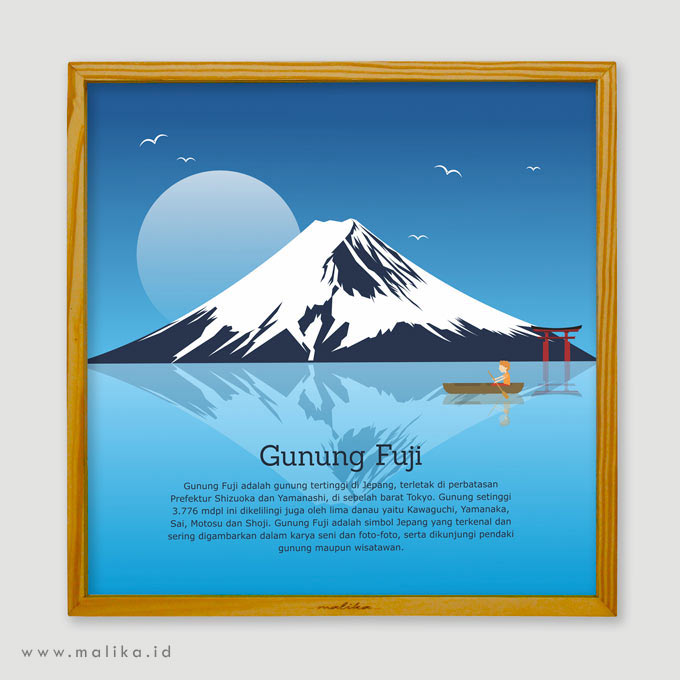 Gunung Fuji
Gunung Fuji adalah gunung tertinggi di Jepang, terletak di perbatasan
Prefektur Shizuoka dan Yamanashi, di sebelah barat Tokyo. Gunung setinggi
3.776 mdpl ini dikelilingi juga oleh lima danau yaitu Kawaguchi, Yamanaka,
Sai, Motosu dan Shoji. Gunung Fuji adalah simbol Jepang yang terkenal dan
sering digambarkan dalam karya seni dan foto-foto, serta dikunjungi pendaki
gunung maupun wisatawan.
malika
www.malika.id